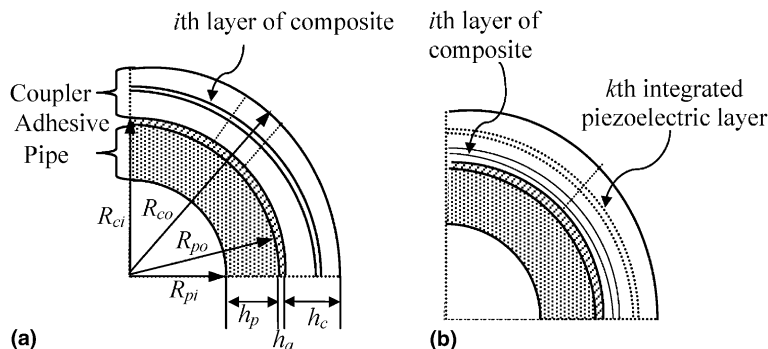 ith layer of composite
Coupler
Adhesive
Pipe
R_ci
R_co
R_po
R_pi
h_p
h_a
h_c
(a)
ith layer of
composite
kth integrated
piezoelectric layer
(b)